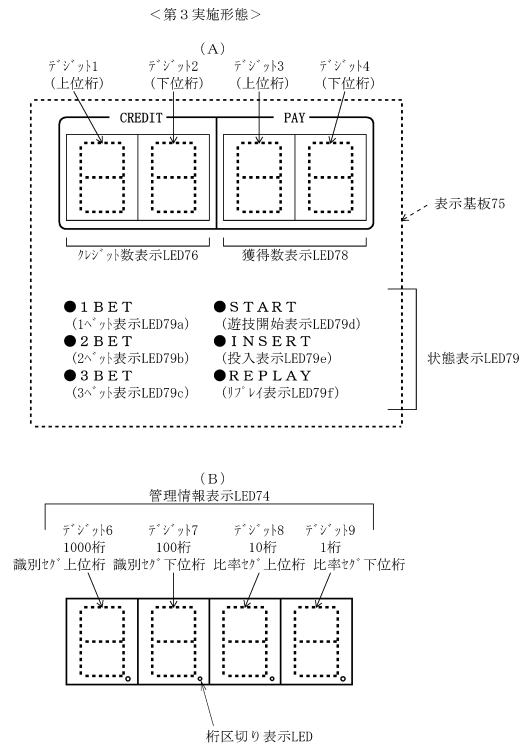 ＜第３実施形態＞
（Ａ）
ﾃﾞｼﾞｯﾄ1 ﾃﾞｼﾞｯﾄ2 ﾃﾞｼﾞｯﾄ3 ﾃﾞｼﾞｯﾄ4
（上位桁） （下位桁） （上位桁） （下位桁）
CREDIT PAY
表示基板75
ｸﾚｼﾞｯﾄ数表示LED76 獲得数表示LED78
●１ＢＥＴ ●ＳＴＡＲＴ
（1ﾍﾞｯﾄ表示LED79a） （遊技開始表示LED79d）
●２ＢＥＴ ●ＩＮＳＥＲＴ
（2ﾍﾞｯﾄ表示LED79b） （投入表示LED79e）
状態表示LED79
●３ＢＥＴ ●ＲＥＰＬＡＹ
（3ﾍﾞｯﾄ表示LED79c） （ﾘﾌﾟﾚｲ表示LED79f）
（Ｂ）
管理情報表示LED74
ﾃﾞｼﾞｯﾄ6 ﾃﾞｼﾞｯﾄ7 ﾃﾞｼﾞｯﾄ8 ﾃﾞｼﾞｯﾄ9
1000桁 100桁 10桁 1桁
識別ｾｸﾞ上位桁 識別ｾｸﾞ下位桁 比率ｾｸﾞ上位桁 比率ｾｸﾞ下位桁
桁区切り表示LED